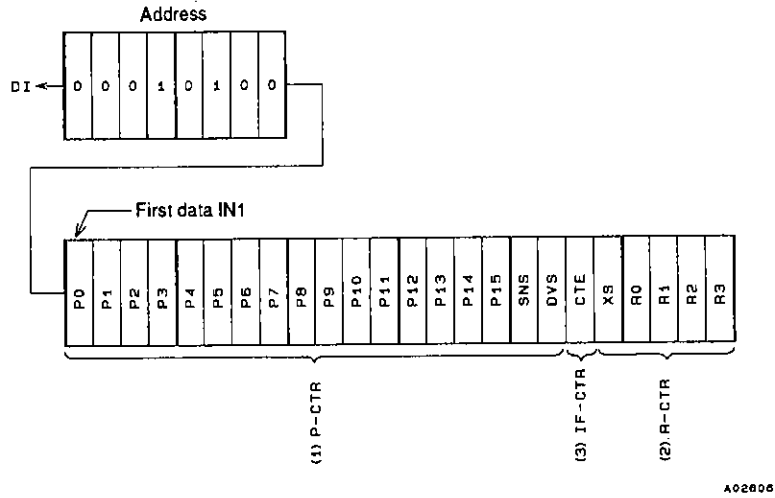 Address
DI 0 0 0 1 0 1 0 0
First data IN1
P0 P1 P2 P3 P4 P5 P6 P7 P8 P9 P10 P11 P12 P13 P14 P15 SNS DVS CTE XS R0 R1 R2 R3
(1) P-CTR
(3) IF-CTR
(2).R-CTR
A02606